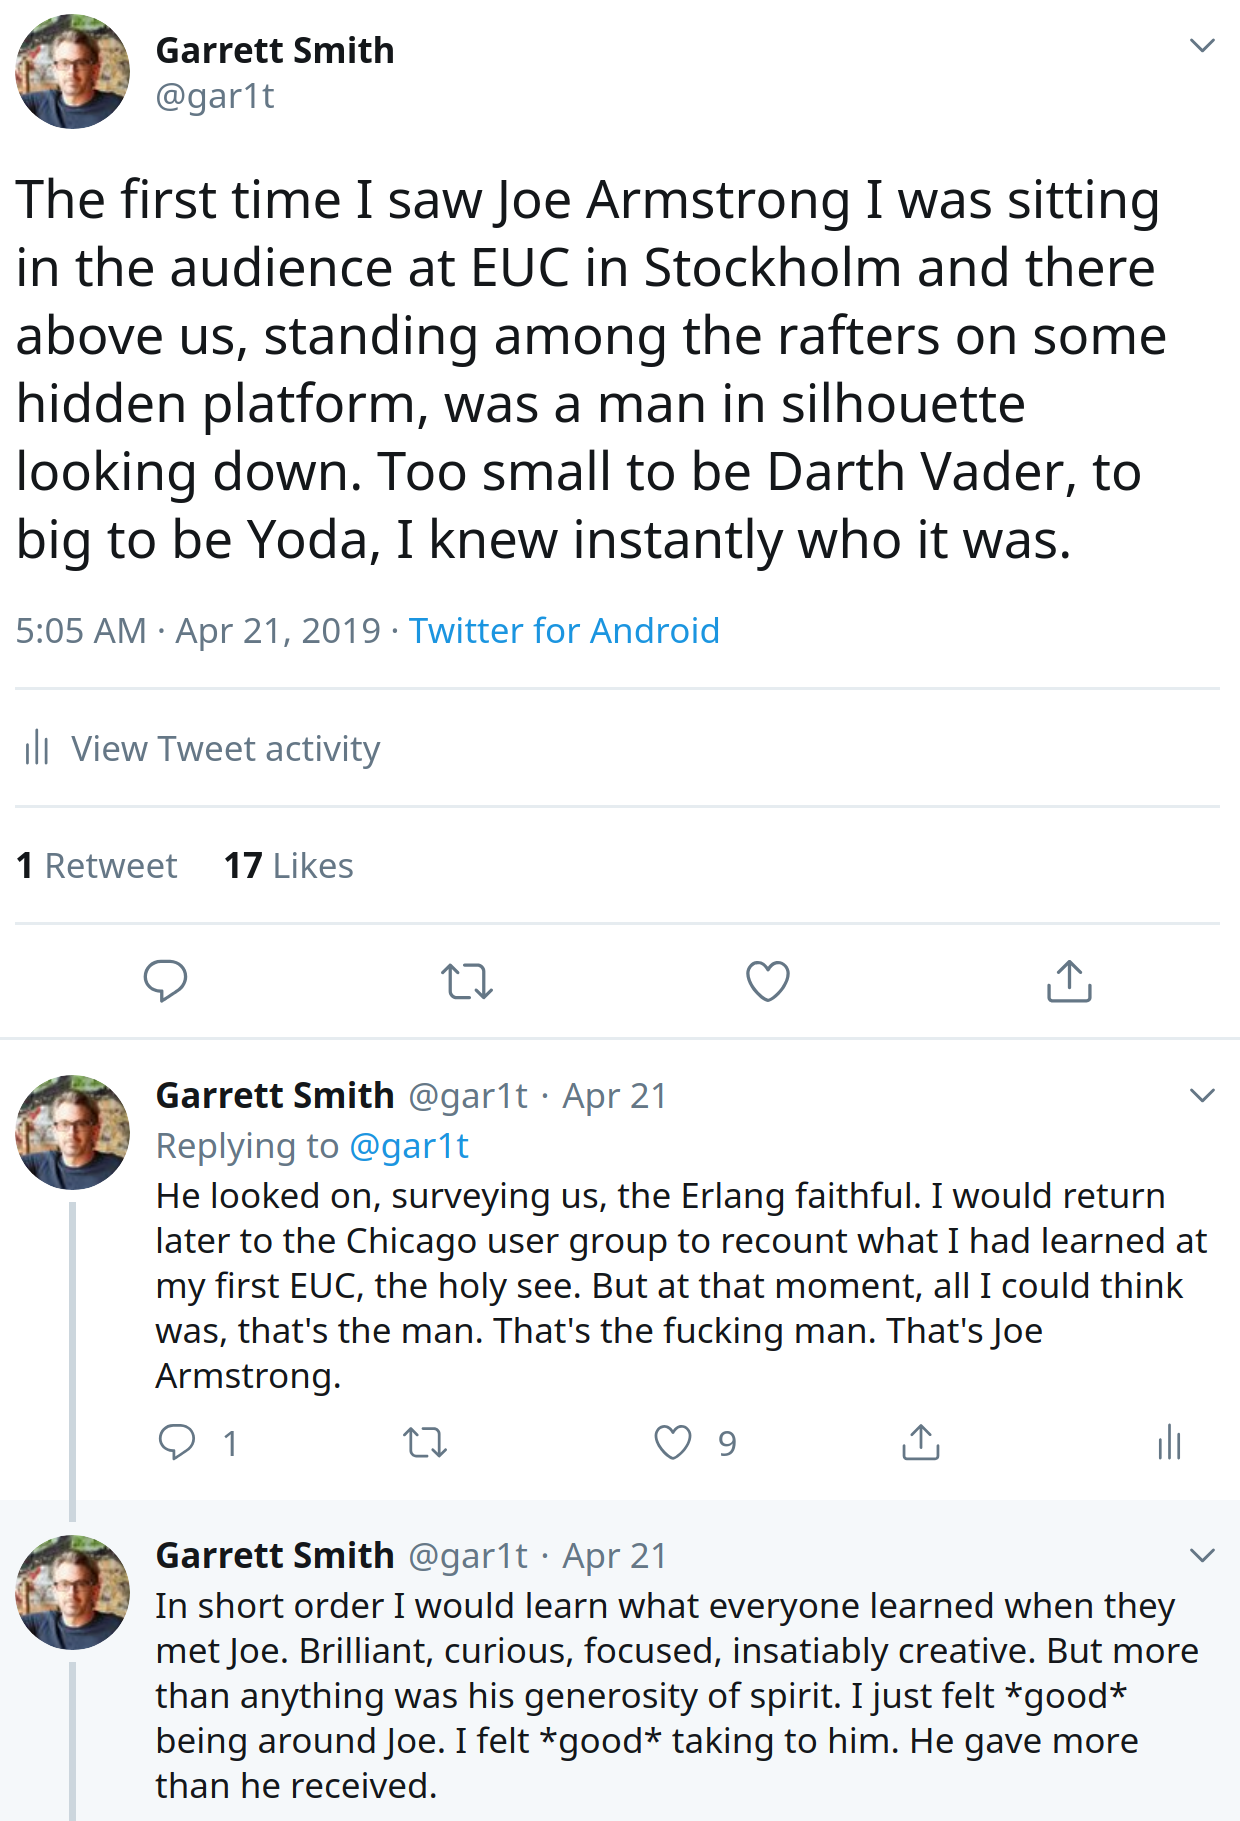 Garrett Smith
@gar1t
The first time I saw Joe Armstrong I was sitting
in the audience at EUC in Stockholm and there
above us, standing among the rafters on some
hidden platform, was a man in silhouette
looking down. Too small to be Darth Vader, to
big to be Yoda, I knew instantly who it was.
5:05 AM · Apr 21, 2019 · Twitter for Android
View Tweet activity
1 Retweet 17 Likes
Garrett Smith @gar1t · Apr 21
Replying to @gar1t
He looked on, surveying us, the Erlang faithful. I would return
later to the Chicago user group to recount what I had learned at
my first EUC, the holy see. But at that moment, all I could think
was, that's the man. That's the fucking man. That's Joe
Armstrong.
1 9
Garrett Smith @gar1t · Apr 21
In short order I would learn what everyone learned when they
met Joe. Brilliant, curious, focused, insatiably creative. But more
than anything was his generosity of spirit. I just felt *good*
being around Joe. I felt *good* taking to him. He gave more
than he received.